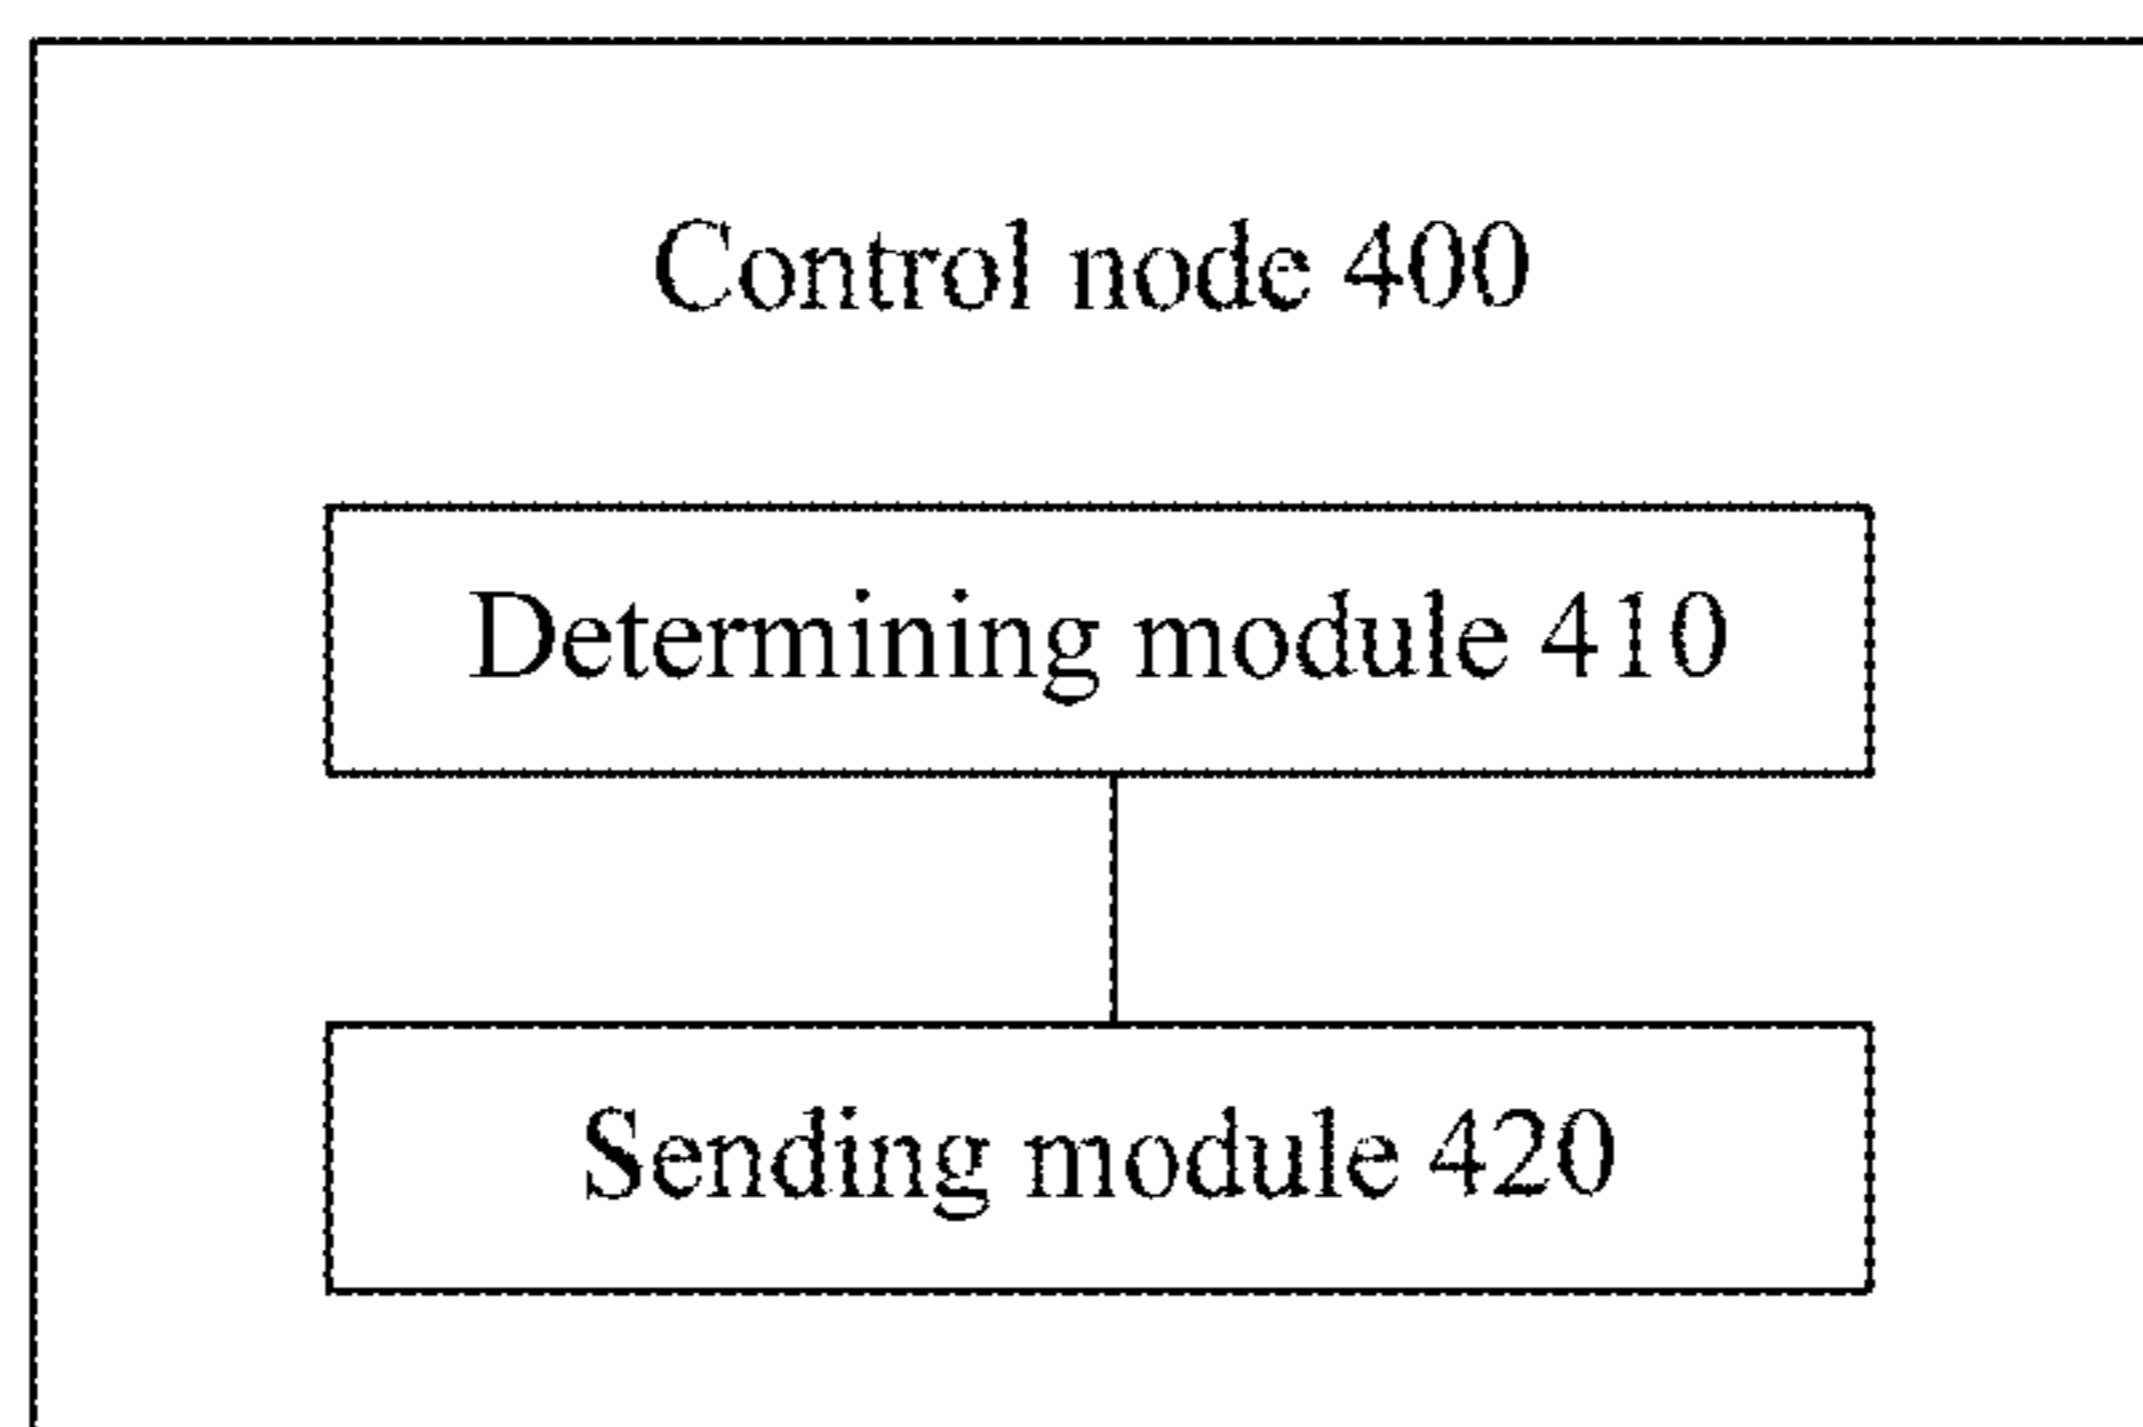 Control node 400
Determining module 410
Sending module 420